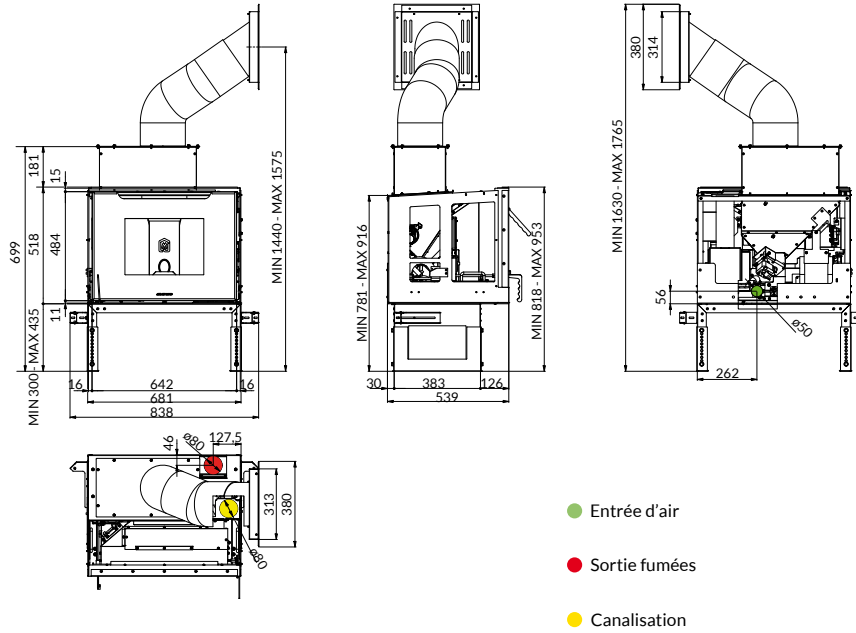 181
15
699
518
484
11
MIN 300 - MAX 435
16
642
16
681
838
MIN 1440 - MAX 1575
MIN 781 - MAX 916
MIN 818 - MAX 953
30
383
126
539
380
314
MIN 1630 - MAX 1765
56
ø50
262
46
ø80
127,5
313
380
ø80
Entrée d’air
Sortie fumées
Canalisation